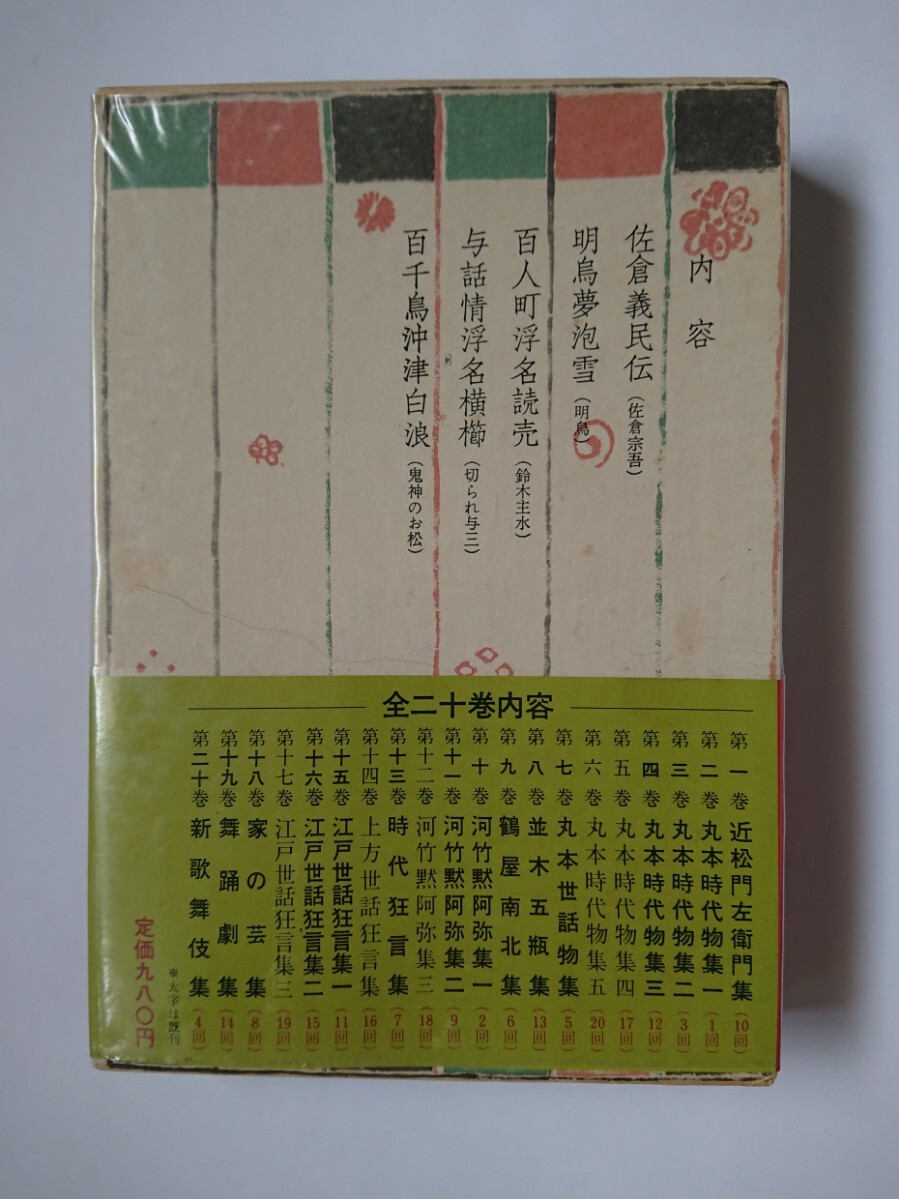 内容
佐倉義民伝（佐倉宗吾）
明烏夢泡雪（明烏）
百人町浮名読売（鈴木主水）
与話情浮名横櫛（切られ与三）
百千鳥沖津白浪（鬼神のお松）
全二十巻内容
第一巻 近松門左衛門集（10回）
第二巻 丸本時代物集一（1回）
第三巻 丸本時代物集二（3回）
第四巻 丸本時代物集三（12回）
第五巻 丸本時代物集四（17回）
第六巻 丸本時代物集五（20回）
第七巻 丸本世話物集（5回）
第八巻 並木五瓶集（13回）
第九巻 鶴屋南北集（6回）
第十巻 河竹黙阿弥集一（2回）
第十一巻 河竹黙阿弥集二（9回）
第十二巻 河竹黙阿弥集三（18回）
第十三巻 時代狂言集（7回）
第十四巻 上方世話狂言集（16回）
第十五巻 江戸世話狂言集一（11回）
第十六巻 江戸世話狂言集二（15回）
第十七巻 江戸世話狂言集三（19回）
第十八巻 家の芸集（8回）
第十九巻 舞踊劇集（14回）
第二十巻 新歌舞伎集（4回）
※太字は既刊
定価九八〇円